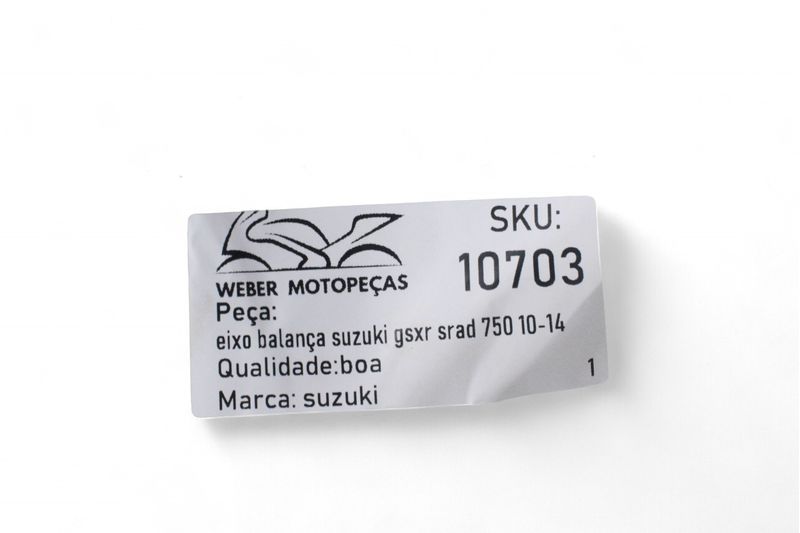 SKU:
10703
WEBER MOTOPEÇAS
Peça:
eixo balança suzuki gsxr srad 750 10-14
Qualidade:boa
1
Marca: suzuki